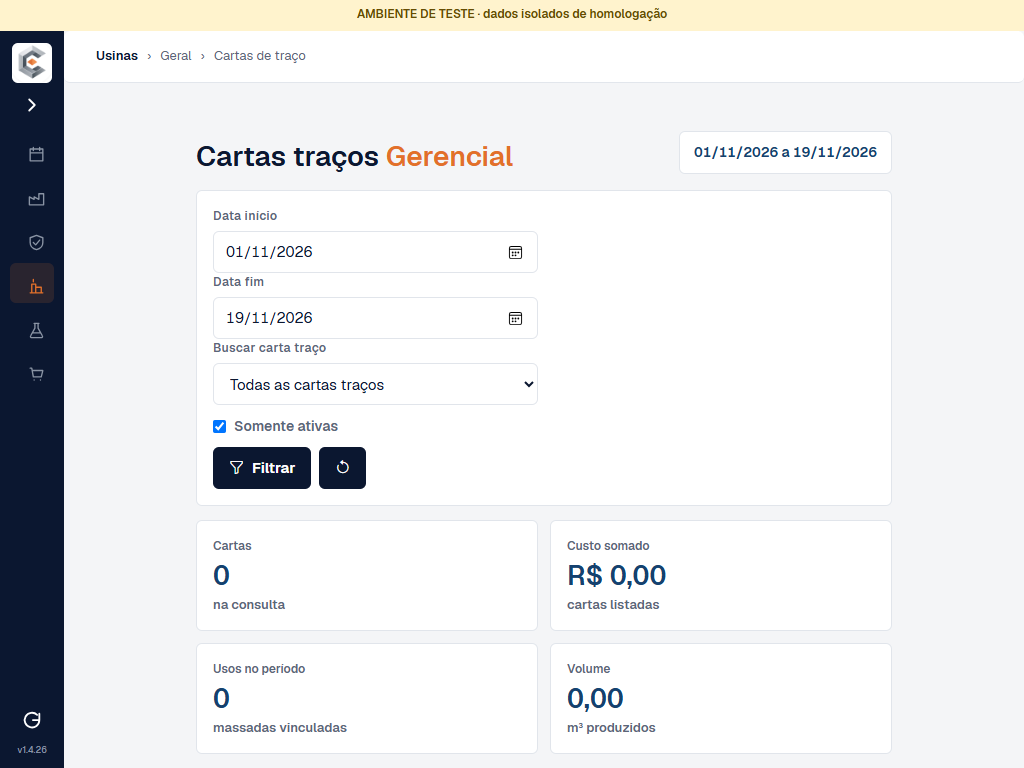 AMBIENTE DE TESTE · dados isolados de homologação
Usinas › Geral › Cartas de traço
Cartas traços Gerencial
01/11/2026 a 19/11/2026
Data início
01/11/2026
Data fim
19/11/2026
Buscar carta traço
Todas as cartas traços
Somente ativas
Filtrar
Cartas
0
na consulta
Custo somado
R$ 0,00
cartas listadas
Usos no período
0
massadas vinculadas
Volume
0,00
m³ produzidos
v1.4.26